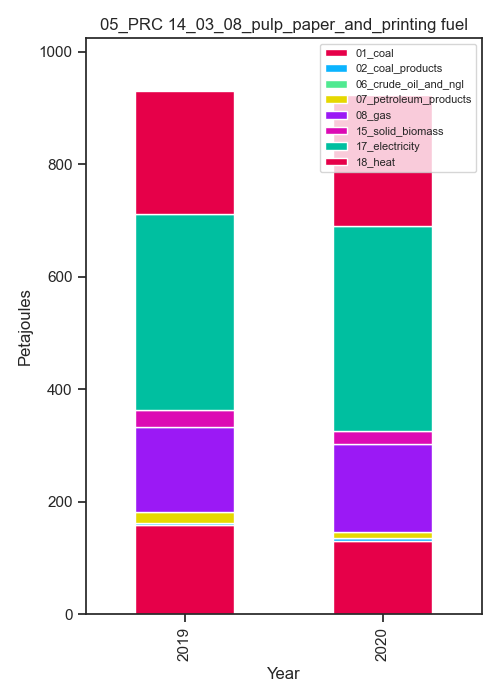 05_PRC 14_03_08_pulp_paper_and_printing fuel
01_coal
02_coal_products
06_crude_oil_and_ngl
07_petroleum_products
08_gas
15_solid_biomass
17_electricity
18_heat
1000
800
600
400
200
0
Petajoules
2019
2020
Year